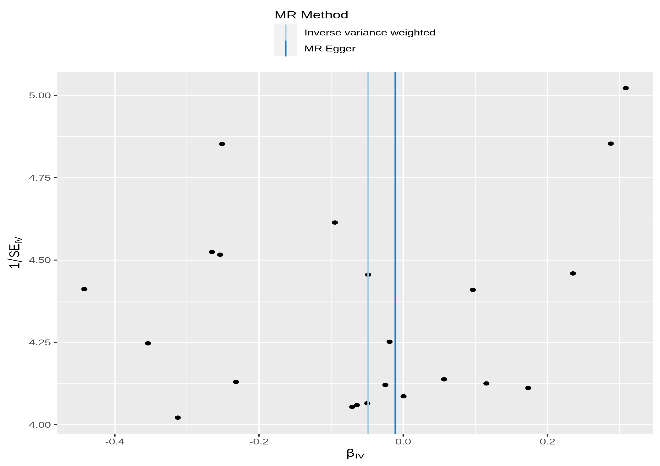 MR Method
Inverse variance weighted
MR Egger
5.00
4.75
4.50
4.25
4.00
1/SE_IV
-0.4
-0.2
0.0
0.2
β_IV